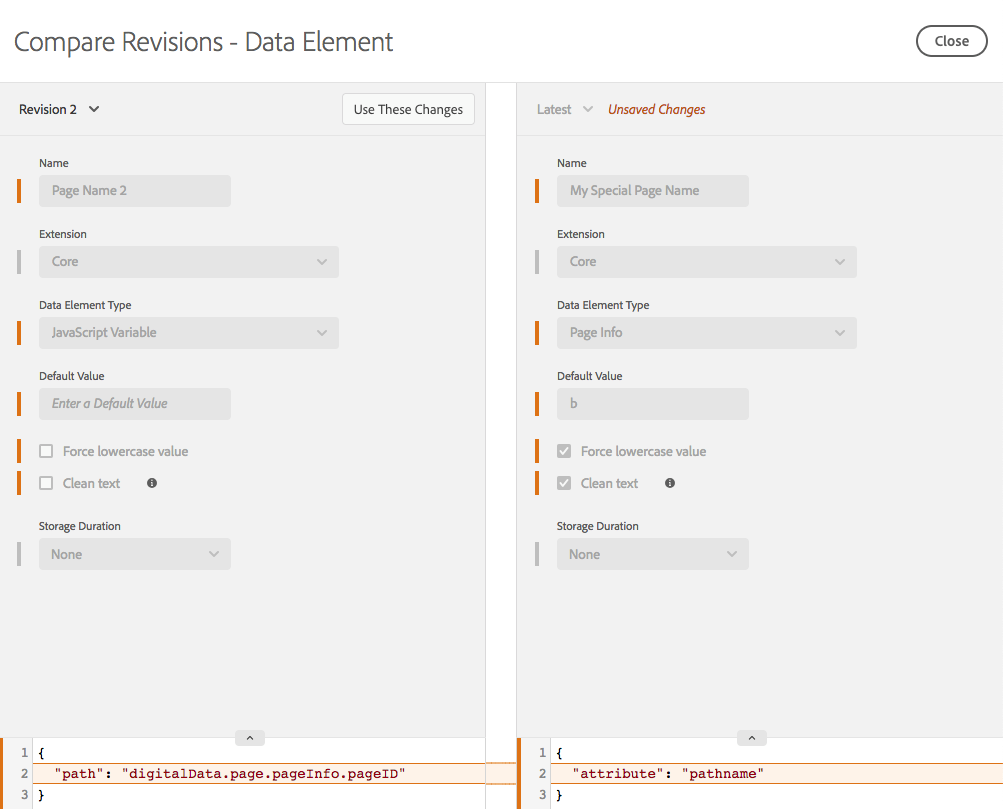 Compare Revisions - Data Element
Close
Revision 2
Use These Changes
Name
Page Name 2
Extension
Core
Data Element Type
JavaScript Variable
Default Value
Enter a Default Value
Force lowercase value
Clean text
Storage Duration
None
1 {
2 "path": "digitalData.page.pageInfo.pageID"
3 }
Latest
Unsaved Changes
Name
My Special Page Name
Extension
Core
Data Element Type
Page Info
Default Value
b
Force lowercase value
Clean text
Storage Duration
None
1 {
2 "attribute": "pathname"
3 }